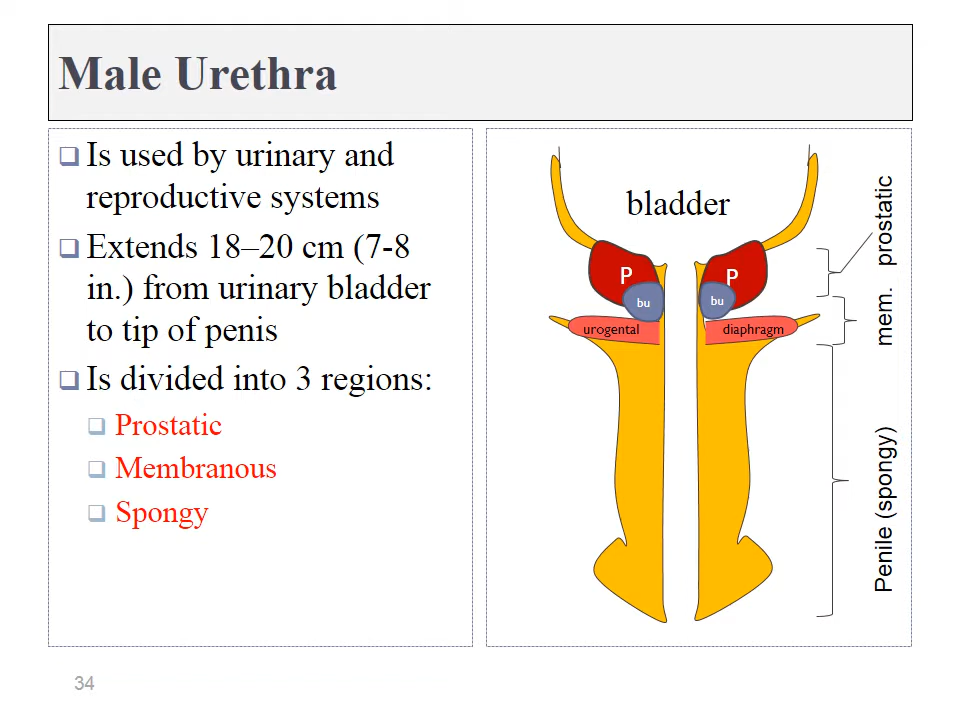 Male Urethra
Is used by urinary and
reproductive systems
Extends 18–20 cm (7-8
in.) from urinary bladder
to tip of penis
Is divided into 3 regions:
Prostatic
Membranous
Spongy
bladder
P
P
bu
bu
urogental
diaphragm
prostatic
mem.
Penile (spongy)
34